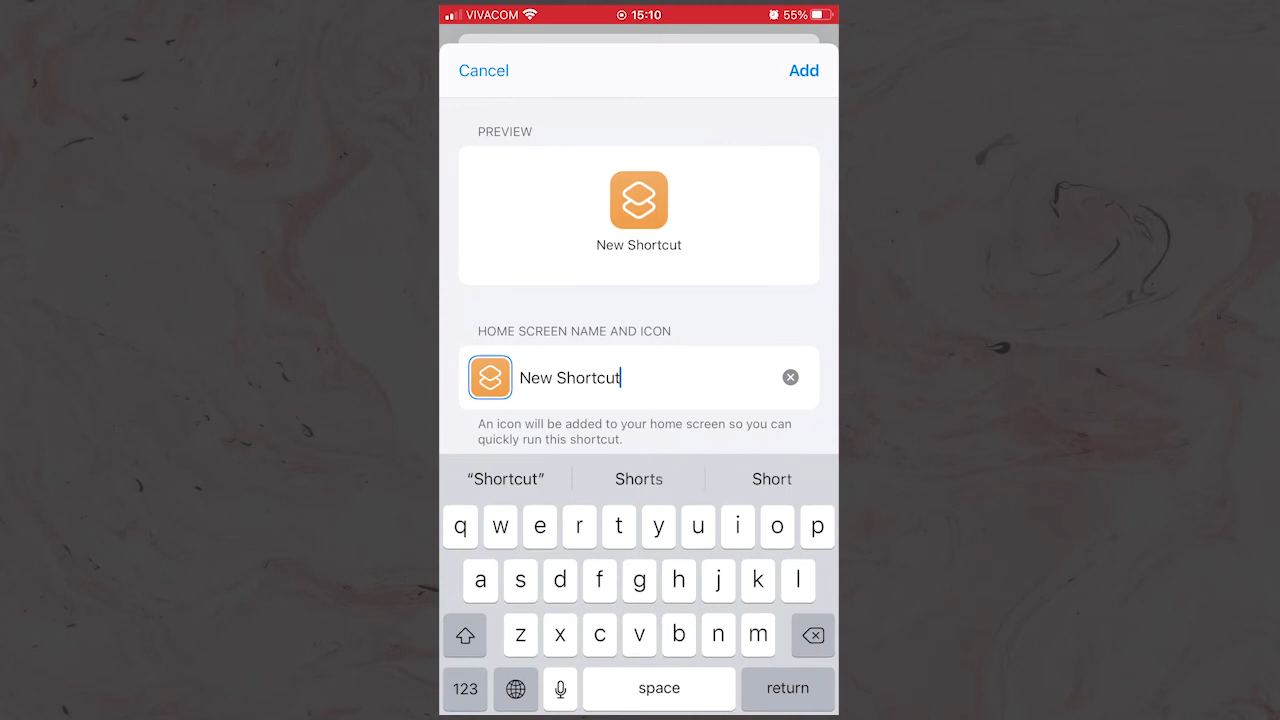 VIVACOM 15:10 55%
Cancel Add
PREVIEW
New Shortcut
HOME SCREEN NAME AND ICON
New Shortcut
An icon will be added to your home screen so you can
quickly run this shortcut.
“Shortcut” Shorts Short
q w e r t y u i o p
a s d f g h j k l
z x c v b n m
123 space return